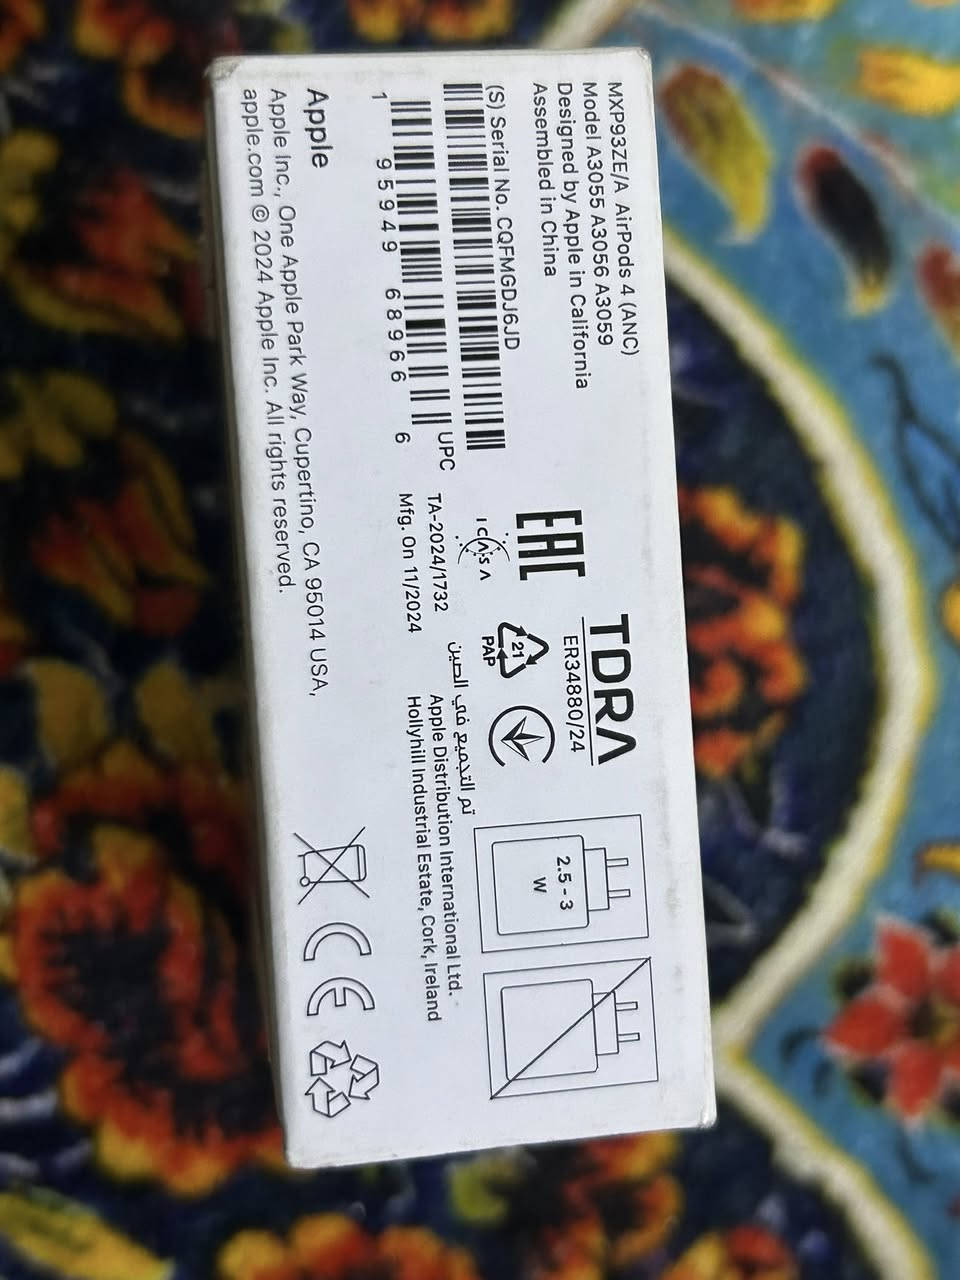 MXP93ZE/A AirPods 4 (ANC)
Model A3055 A3056 A3059
Designed by Apple in California
Assembled in China
(S) Serial No. CQFMGDJ6JD
UPC
1 95949 68966 6
Apple
Apple Inc., One Apple Park Way, Cupertino, CA 95014 USA,
apple.com © 2024 Apple Inc. All rights reserved.
TDRA
ER34880/24
EAC
21
PAP
ICASA
TA-2024/1732
Mfg. On 11/2024
تم التجميع في الصين
Apple Distribution International Ltd.
Hollyhill Industrial Estate, Cork, Ireland
2.5 - 3
W
CE